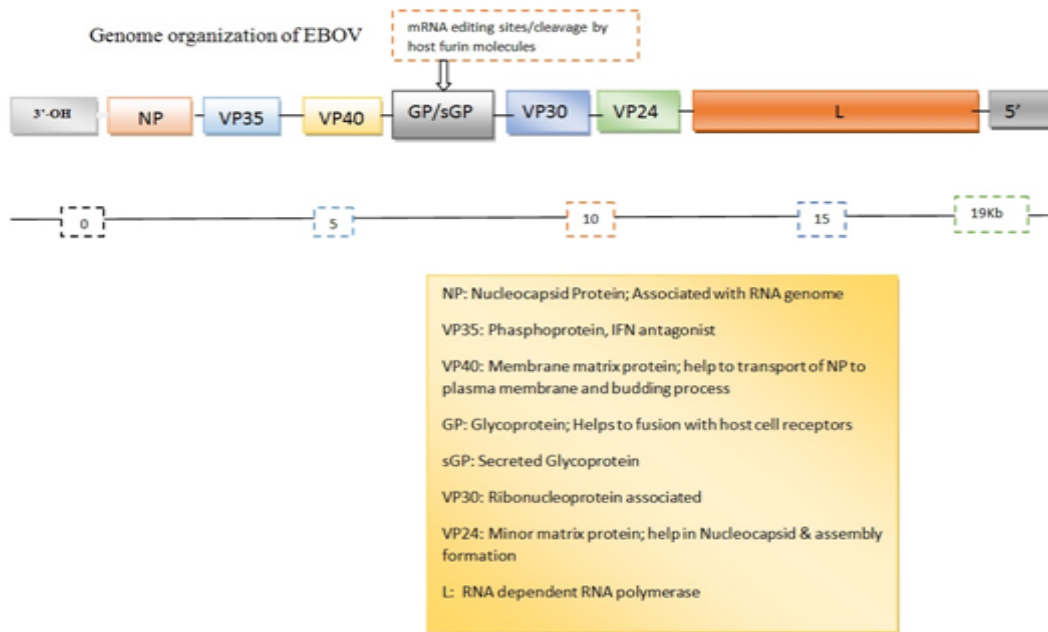 Genome organization of EBOV
mRNA editing sites/cleavage by
host furin molecules
3'-OH NP VP35 VP40 GP/sGP VP30 VP24 L 5'
0 5 10 15 19Kb
NP: Nucleocapsid Protein; Associated with RNA genome
VP35: Phasphoprotein, IFN antagonist
VP40: Membrane matrix protein; help to transport of NP to
plasma membrane and budding process
GP: Glycoprotein; Helps to fusion with host cell receptors
sGP: Secreted Glycoprotein
VP30: Ribonucleoprotein associated
VP24: Minor matrix protein; help in Nucleocapsid & assembly
formation
L: RNA dependent RNA polymerase